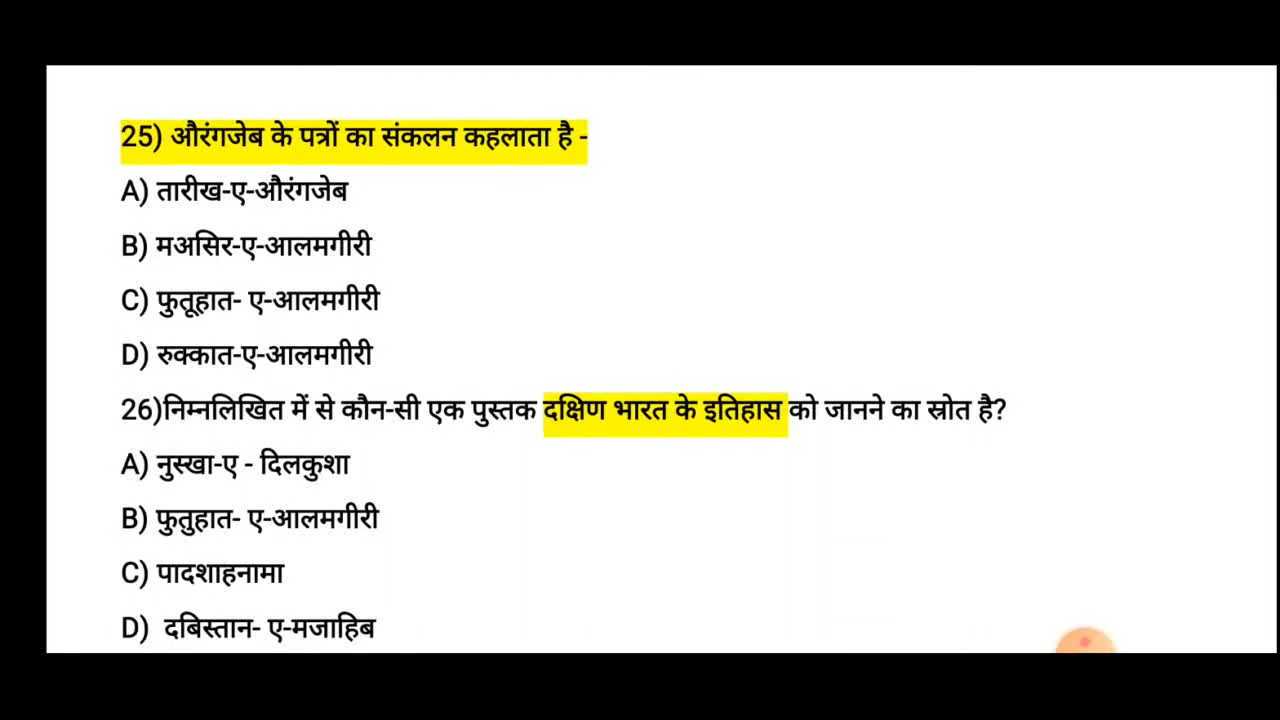 25) औरंगजेब के पत्रों का संकलन कहलाता है -
A) तारीख-ए-औरंगजेब
B) मअसिर-ए-आलमगीरी
C) फुतूहात- ए-आलमगीरी
D) रुक्कात-ए-आलमगीरी
26)निम्नलिखित में से कौन-सी एक पुस्तक दक्षिण भारत के इतिहास को जानने का स्रोत है?
A) नुस्खा-ए - दिलकुशा
B) फुतुहात- ए-आलमगीरी
C) पादशाहनामा
D) दबिस्तान- ए-मजाहिब